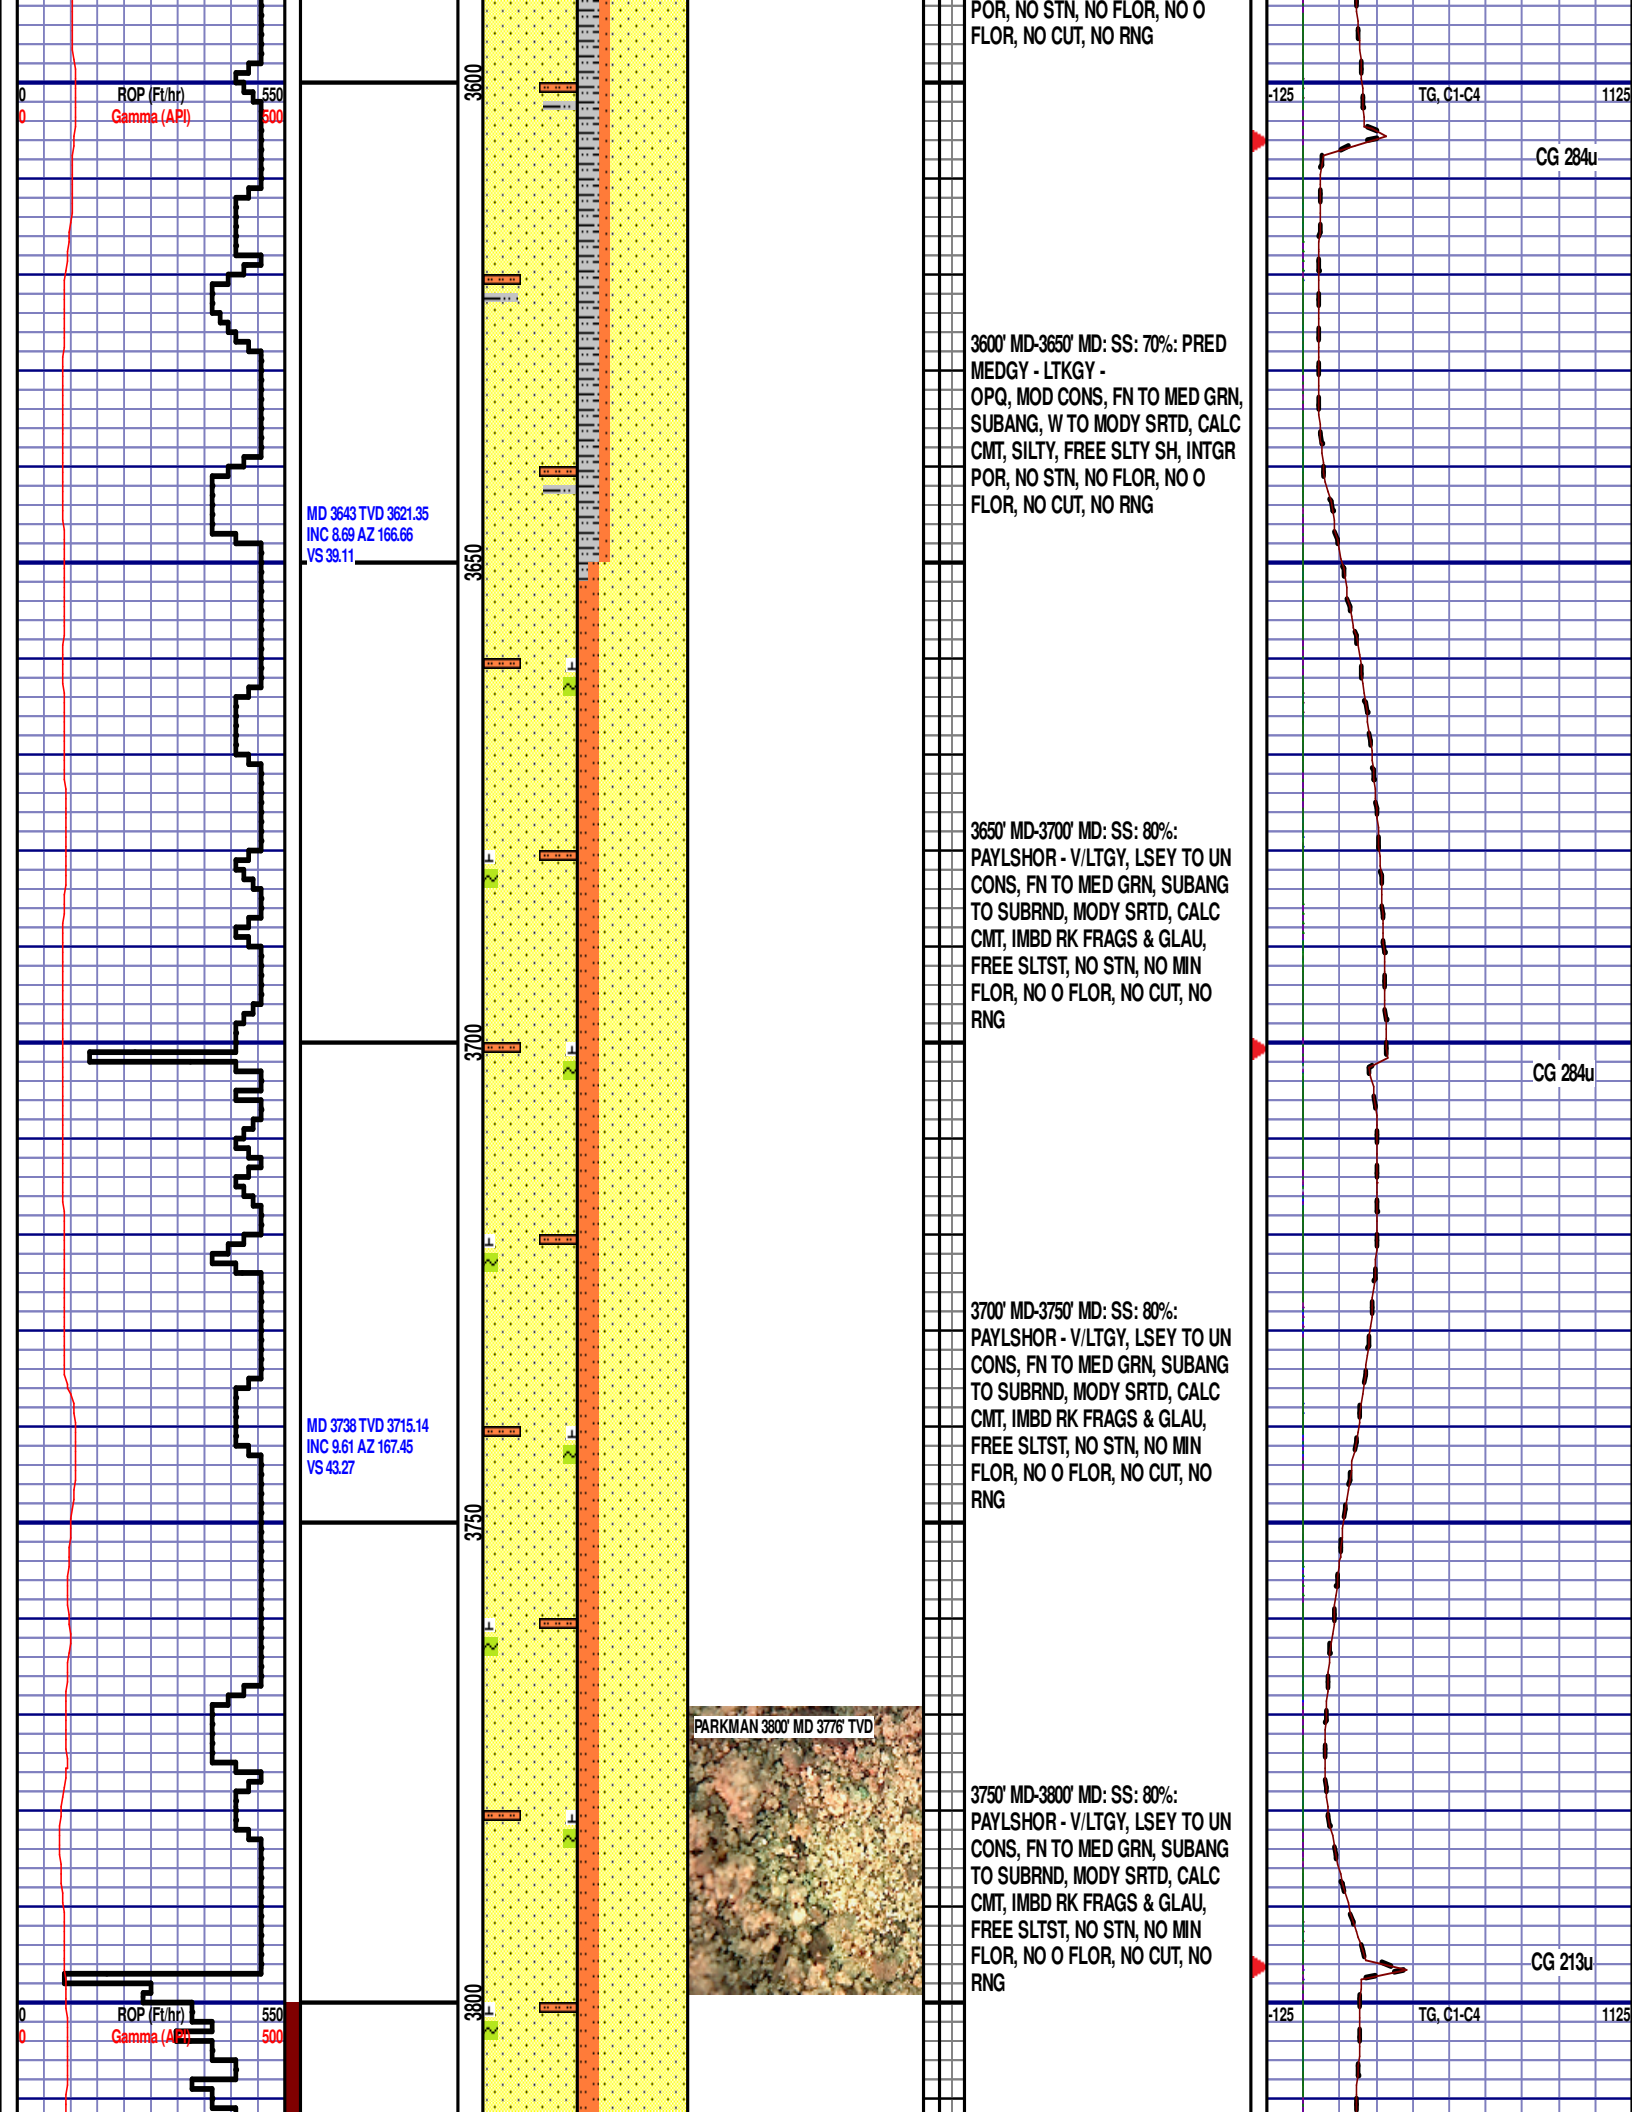 POR, NO STN, NO FLOR, NO O
FLOR, NO CUT, NO RNG
3600
0 ROP (Ft/hr) 550
0 Gamma (API) 500
-125 TG, C1-C4 1125
CG 284u
3600' MD-3650' MD: SS: 70%: PRED
MEDGY - LTKGY -
OPQ, MOD CONS, FN TO MED GRN,
SUBANG, W TO MODY SRTD, CALC
CMT, SILTY, FREE SLTY SH, INTGR
POR, NO STN, NO FLOR, NO O
FLOR, NO CUT, NO RNG
MD 3643 TVD 3621.35
INC 8.69 AZ 166.66
VS 39.11
3650
3650' MD-3700' MD: SS: 80%:
PAYLSHOR - V/LTGY, LSEY TO UN
CONS, FN TO MED GRN, SUBANG
TO SUBRND, MODY SRTD, CALC
CMT, IMBD RK FRAGS & GLAU,
FREE SLTST, NO STN, NO MIN
FLOR, NO O FLOR, NO CUT, NO
RNG
3700
CG 284u
3700' MD-3750' MD: SS: 80%:
PAYLSHOR - V/LTGY, LSEY TO UN
CONS, FN TO MED GRN, SUBANG
TO SUBRND, MODY SRTD, CALC
CMT, IMBD RK FRAGS & GLAU,
FREE SLTST, NO STN, NO MIN
FLOR, NO O FLOR, NO CUT, NO
RNG
MD 3738 TVD 3715.14
INC 9.61 AZ 167.45
VS 43.27
3750
PARKMAN 3800' MD 3776' TVD
3750' MD-3800' MD: SS: 80%:
PAYLSHOR - V/LTGY, LSEY TO UN
CONS, FN TO MED GRN, SUBANG
TO SUBRND, MODY SRTD, CALC
CMT, IMBD RK FRAGS & GLAU,
FREE SLTST, NO STN, NO MIN
FLOR, NO O FLOR, NO CUT, NO
RNG
CG 213u
3800
0 ROP (Ft/hr) 550
0 Gamma (API) 500
-125 TG, C1-C4 1125